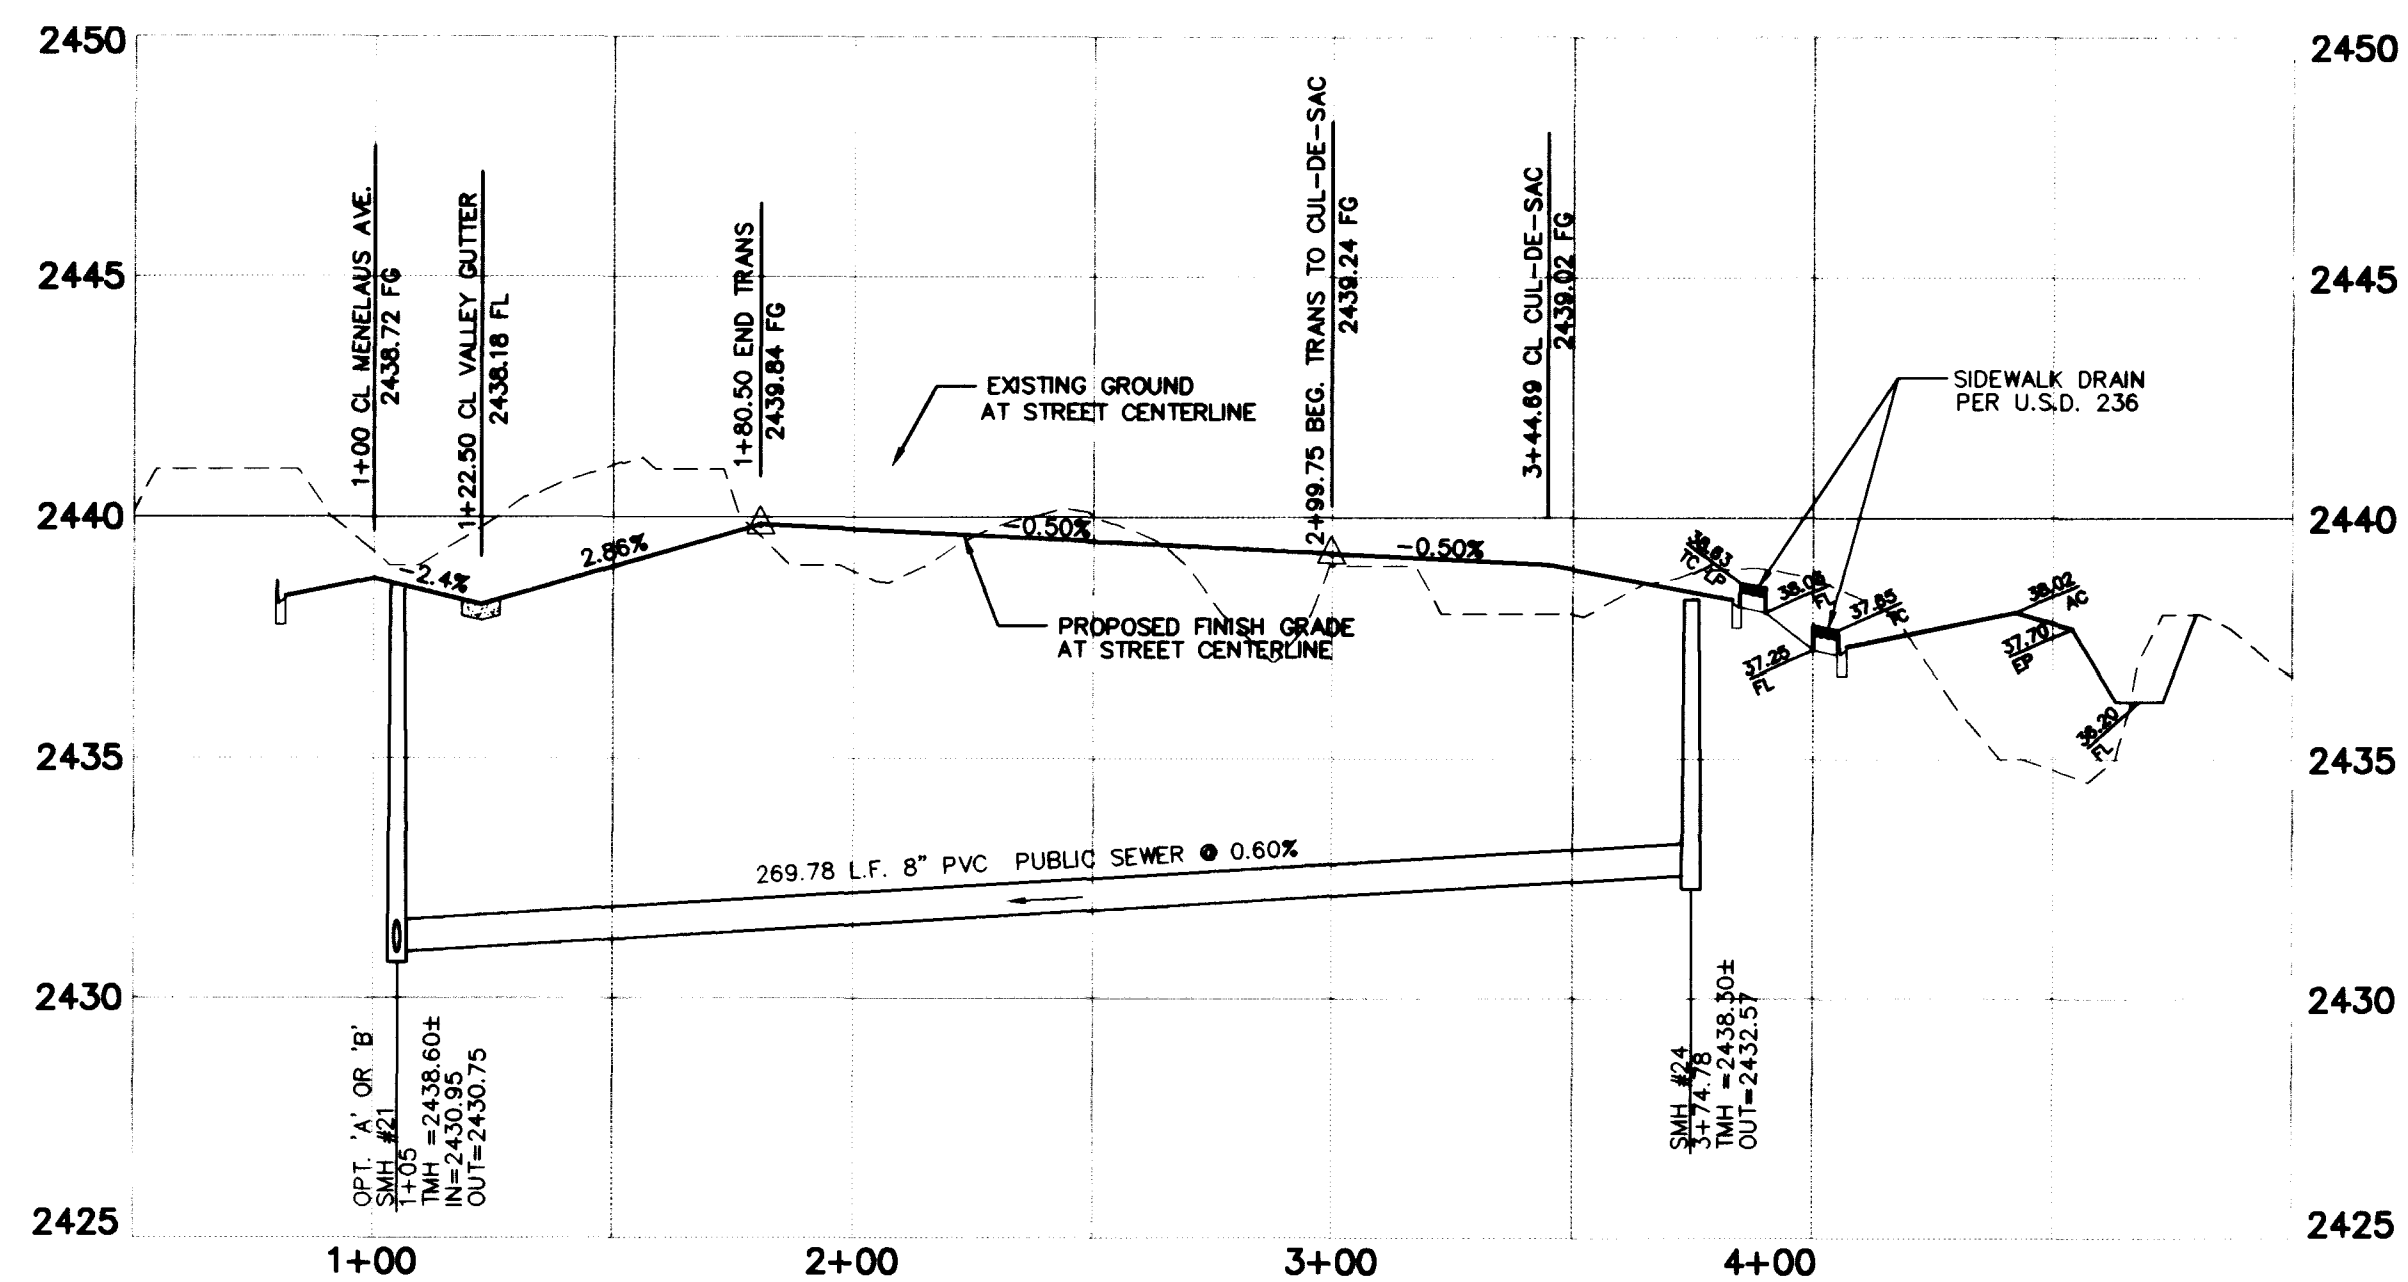 2450
2450
2445
2445
2440
2440
2435
2435
2430
2430
2425
2425
1+00 CL MENELAUS AVE.
2438.72 FG
1+22.50 CL VALLEY GUTTER
2438.18 FL
1+80.50 END TRANS
2439.84 FG
EXISTING GROUND
AT STREET CENTERLINE
2+99.75 BEG. TRANS TO CUL-DE-SAC
2439.24 FG
3+44.69 CL CUL-DE-SAC
2439.02 FG
SIDEWALK DRAIN
PER U.S.D. 236
-2.4%
2.86%
-0.50%
-0.50%
PROPOSED FINISH GRADE
AT STREET CENTERLINE
TC LP
FL
37.85
TC
37.25
FL
38.02
AC
37.70
EP
FL
269.78 L.F. 8" PVC PUBLIC SEWER @ 0.60%
OPT. 'A' OR 'B'
SMH #21
1+05
TMH =2438.60±
IN=2430.95
OUT=2430.75
SMH #24
3+74.78
TMH =2438.30±
OUT=2432.57
1+00
2+00
3+00
4+00